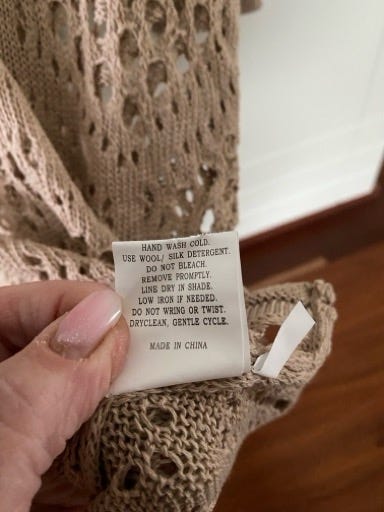 HAND WASH COLD.
USE WOOL/ SILK DETERGENT.
DO NOT BLEACH.
REMOVE PROMPTLY.
LINE DRY IN SHADE.
LOW IRON IF NEEDED.
DO NOT WRING OR TWIST.
DRYCLEAN, GENTLE CYCLE.
MADE IN CHINA